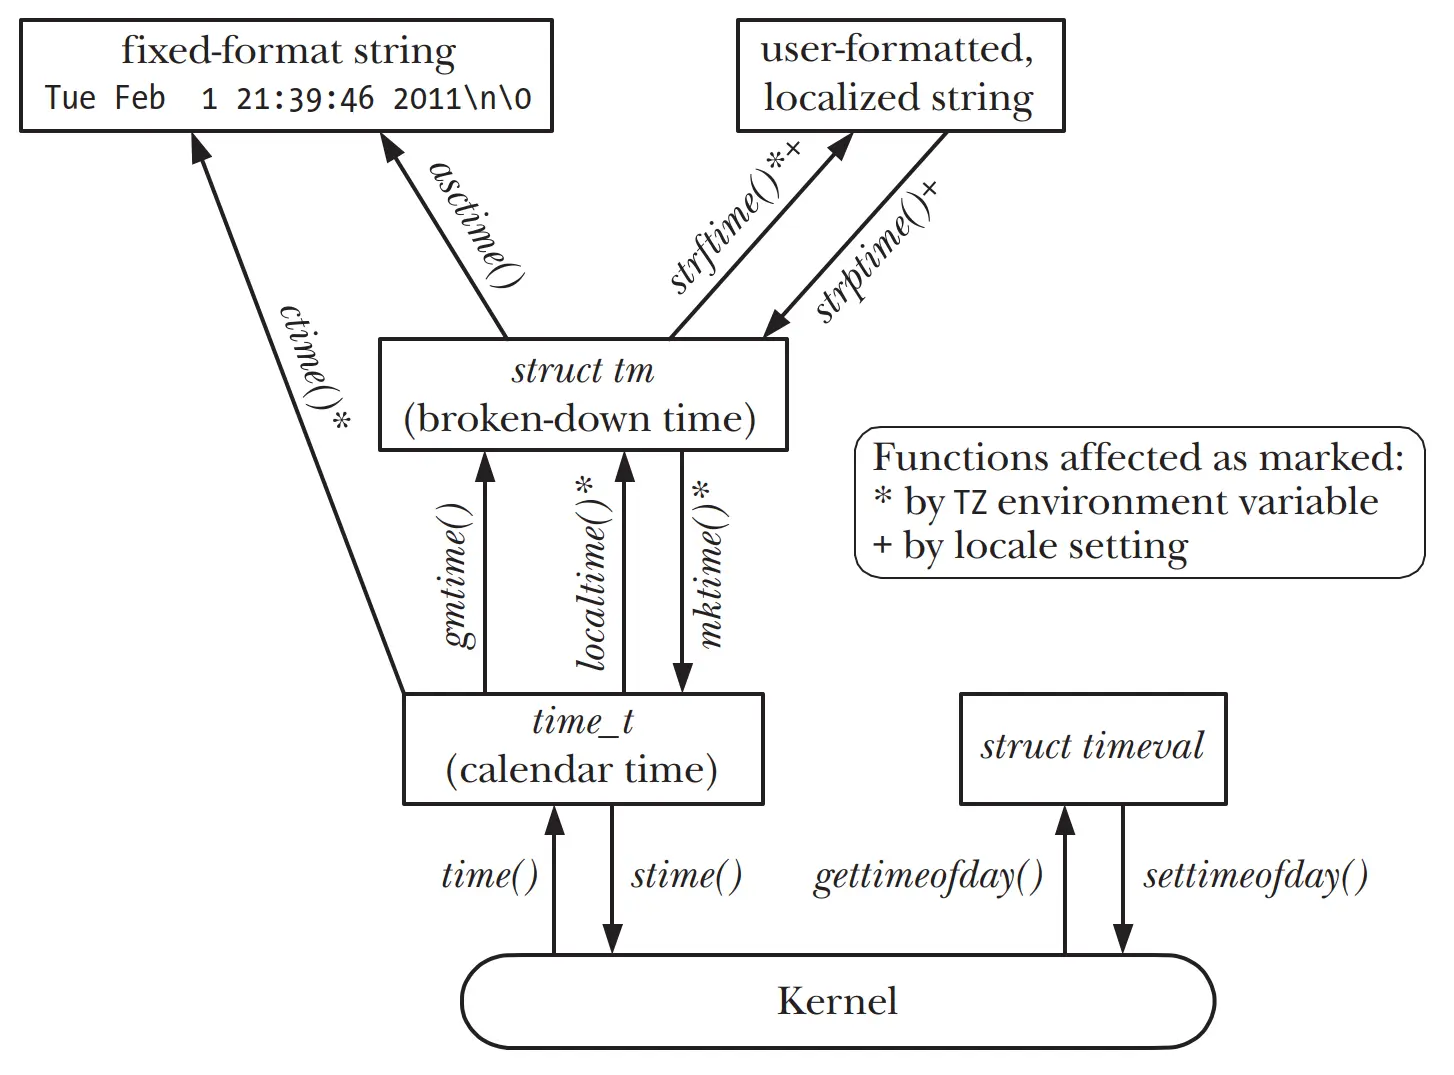 fixed-format string
Tue Feb  1 21:39:46 2011\n\0
user-formatted,
localized string
asctime()
strftime()*+
strptime()+
ctime()*
struct tm
(broken-down time)
Functions affected as marked:
* by TZ environment variable
+ by locale setting
gmtime()
localtime()*
mktime()*
time_t
(calendar time)
struct timeval
time()
stime()
gettimeofday()
settimeofday()
Kernel